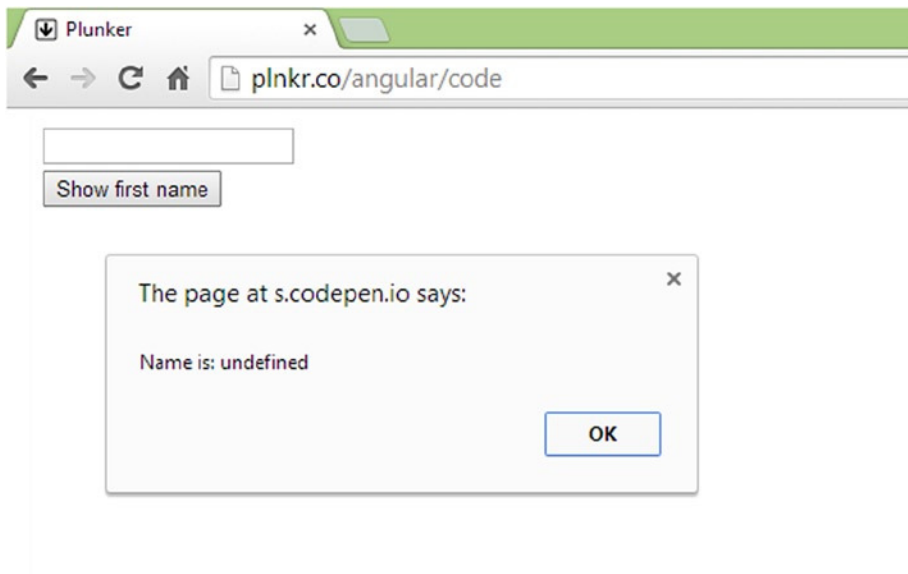 Plunker
plnkr.co/angular/code
Show first name
The page at s.codepen.io says:
Name is: undefined
OK